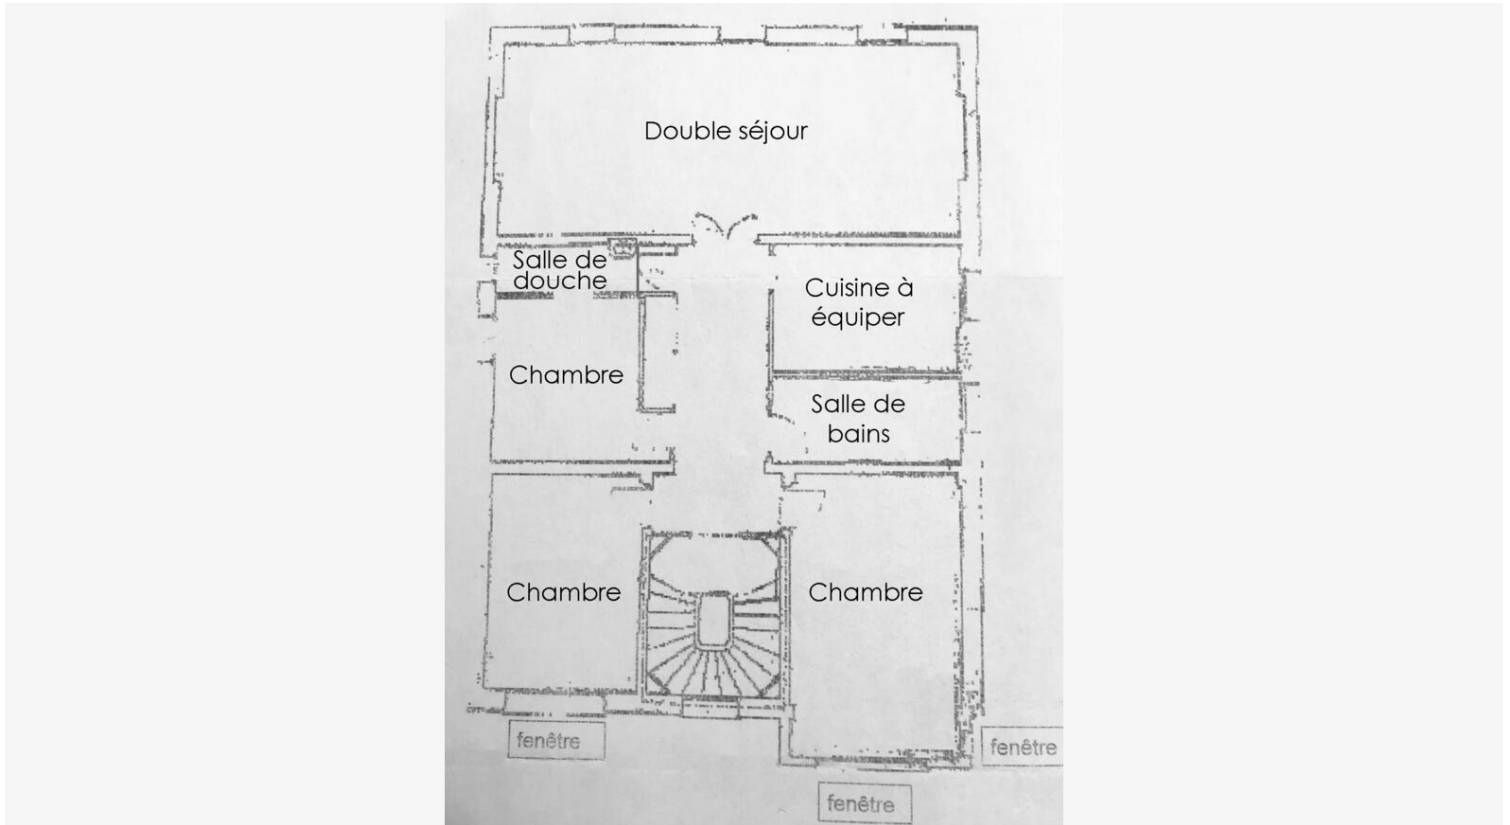 Double séjour
Salle de
douche
Cuisine à
équiper
Chambre
Salle de
bains
Chambre
Chambre
fenêtre
fenêtre
fenêtre